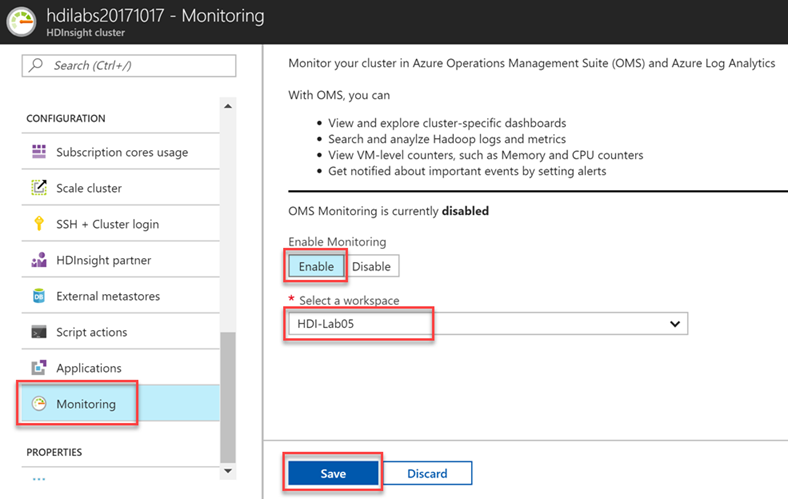 hdilabs20171017 - Monitoring
HDInsight cluster
Search (Ctrl+/)
CONFIGURATION
Subscription cores usage
Scale cluster
SSH + Cluster login
HDInsight partner
External metastores
Script actions
Applications
Monitoring
PROPERTIES
Monitor your cluster in Azure Operations Management Suite (OMS) and Azure Log Analytics
With OMS, you can
• View and explore cluster-specific dashboards
• Search and anaylze Hadoop logs and metrics
• View VM-level counters, such as Memory and CPU counters
• Get notified about important events by setting alerts
OMS Monitoring is currently disabled
Enable Monitoring
Enable Disable
* Select a workspace
HDI-Lab05
Save Discard